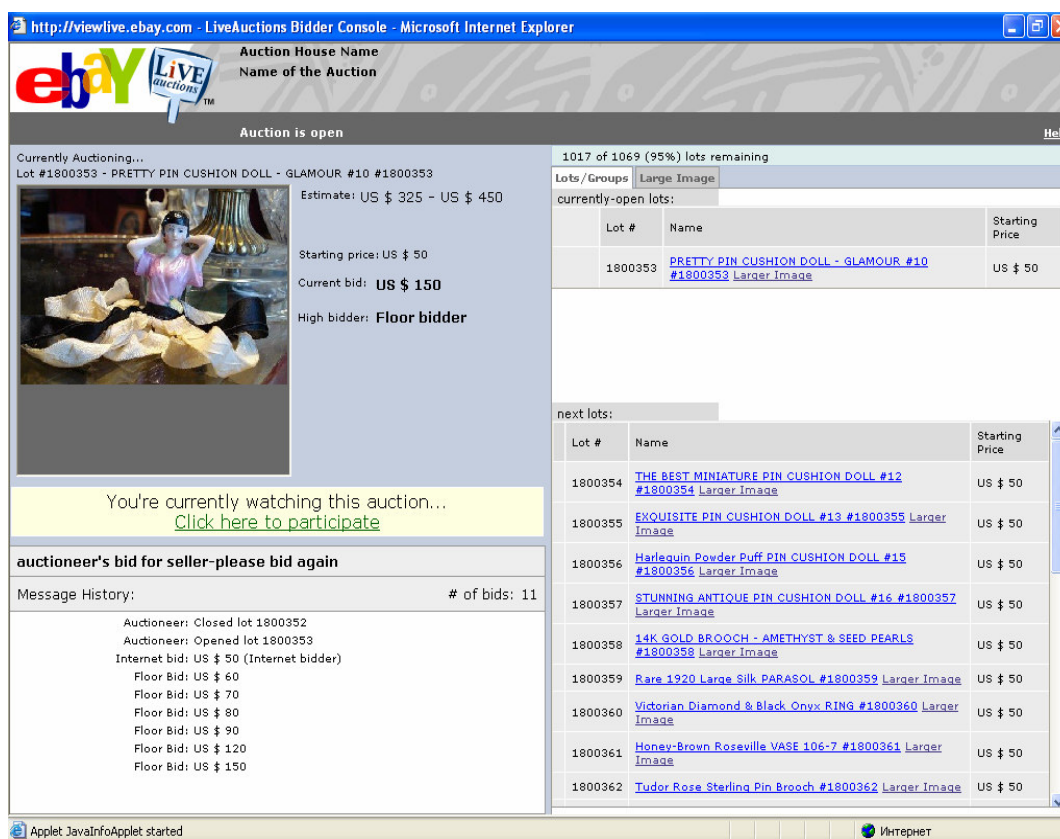 http://viewlive.ebay.com - LiveAuctions Bidder Console - Microsoft Internet Explorer
ebaY
LiVE
auctions
TM
Auction House Name
Name of the Auction
Auction is open
Hel
Currently Auctioning...
Lot #1800353 - PRETTY PIN CUSHION DOLL - GLAMOUR #10 #1800353
Estimate: US $ 325 - US $ 450
Starting price: US $ 50
Current bid: US $ 150
High bidder: Floor bidder
You're currently watching this auction...
Click here to participate
auctioneer's bid for seller-please bid again
Message History: # of bids: 11
Auctioneer: Closed lot 1800352
Auctioneer: Opened lot 1800353
Internet bid: US $ 50 (Internet bidder)
Floor Bid: US $ 60
Floor Bid: US $ 70
Floor Bid: US $ 80
Floor Bid: US $ 90
Floor Bid: US $ 120
Floor Bid: US $ 150
1017 of 1069 (95%) lots remaining
Lots/Groups Large Image
currently-open lots:
Lot # Name Starting
Price
1800353 PRETTY PIN CUSHION DOLL - GLAMOUR #10
#1800353 Larger Image US $ 50
next lots:
Lot # Name Starting
Price
1800354 THE BEST MINIATURE PIN CUSHION DOLL #12
#1800354 Larger Image US $ 50
1800355 EXQUISITE PIN CUSHION DOLL #13 #1800355 Larger
Image US $ 50
1800356 Harlequin Powder Puff PIN CUSHION DOLL #15
#1800356 Larger Image US $ 50
1800357 STUNNING ANTIQUE PIN CUSHION DOLL #16 #1800357
Larger Image US $ 50
1800358 14K GOLD BROOCH - AMETHYST & SEED PEARLS
#1800358 Larger Image US $ 50
1800359 Rare 1920 Large Silk PARASOL #1800359 Larger Image US $ 50
1800360 Victorian Diamond & Black Onyx RING #1800360 Larger
Image US $ 50
1800361 Honey-Brown Roseville VASE 106-7 #1800361 Larger
Image US $ 50
1800362 Tudor Rose Sterling Pin Brooch #1800362 Larger Image US $ 50
Applet JavaInfoApplet started
Интернет